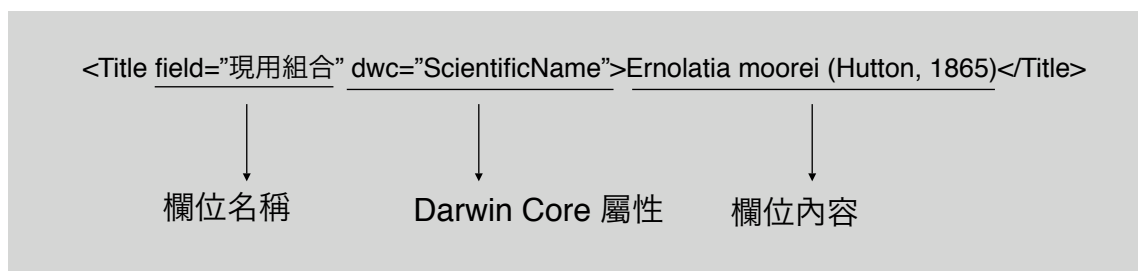 <Title field=”現用組合” dwc=”ScientificName”>Ernolatia moorei (Hutton, 1865)</Title>
欄位名稱 Darwin Core 屬性 欄位內容